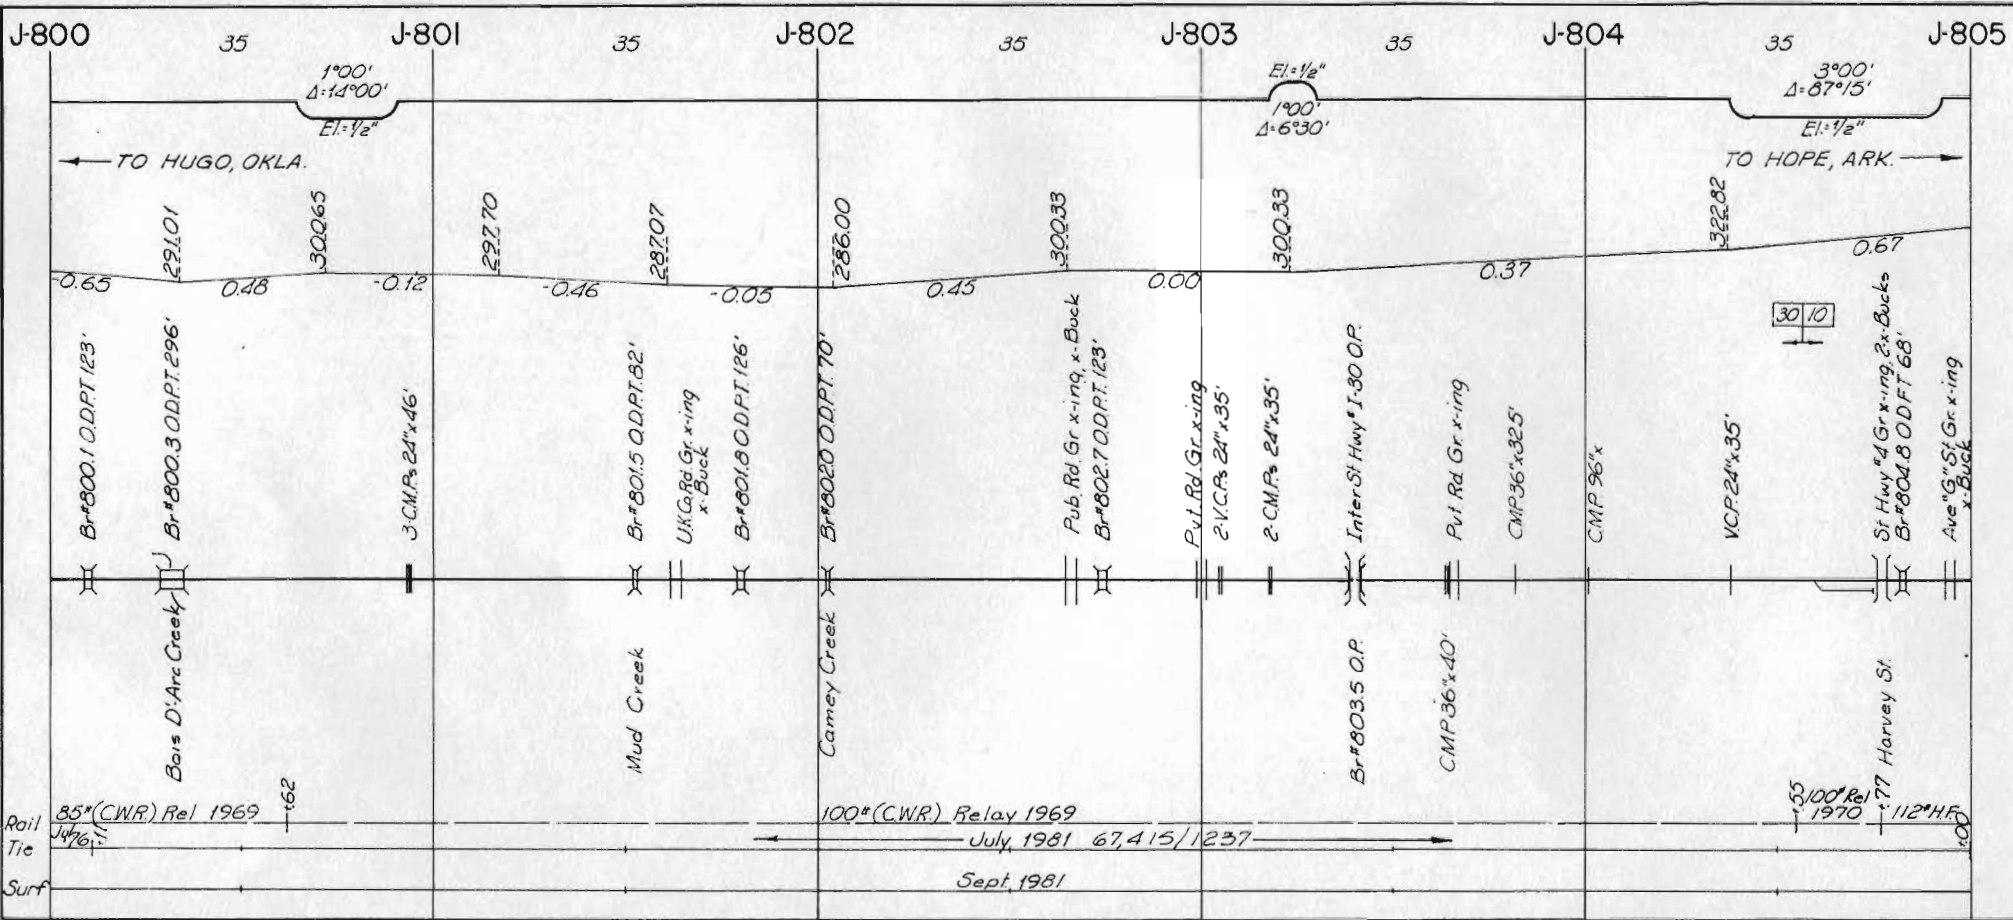 J-800 35 J-801 35 J-802 35 J-803 35 J-804 35 J-805
1°00'
Δ=14°00'
El.=1/2"
El.=1/2"
1°00'
Δ=6°30'
3°00'
Δ=87°15'
El.=1/2"
TO HUGO, OKLA.
TO HOPE, ARK.
291.01
300.65
297.70
287.07
286.00
300.33
300.33
322.82
-0.65 0.48 -0.12 -0.46 -0.05 0.45 0.00 0.37 0.67
30 10
Br#800.1 O.D.P.T. 123'
Br#800.3 O.D.P.T. 296'
3-C.M.P.s 24"x46'
Br#801.5 O.D.P.T. 82'
U.K.Co.Rd. Gr. x-ing
x-Buck
Br#801.8 O.D.P.T. 126'
Br#802.0 O.D.P.T. 70'
Pub. Rd. Gr. x-ing, x-Buck
Br#802.7 O.D.P.T. 123'
Pvt. Rd. Gr. x-ing
2-V.C.P.s 24"x35'
2-C.M.P.s 24"x35'
Inter St Hwy # I-30 O.P.
Pvt Rd Gr x-ing
CMP 36"x325'
C.M.P. 96"x
V.C.P. 24"x35'
St Hwy #4 Gr x-ing, 2x-Bucks
Br#804.8 ODFT 68'
Ave "G" St. Gr. x-ing
x-Buck
Bois D'Arc Creek
Mud Creek
Camey Creek
Br#803.5 O.P.
CMP 36"x40'
Harvey St.
Rail 85#(C.W.R.) Rel 1969 .62 100#(C.W.R.) Relay 1969 .55 100# Rel
1970 .77 112# H.F. .00
Tie July 76 .11 July, 1981 67,415/1237
Surf Sept, 1981